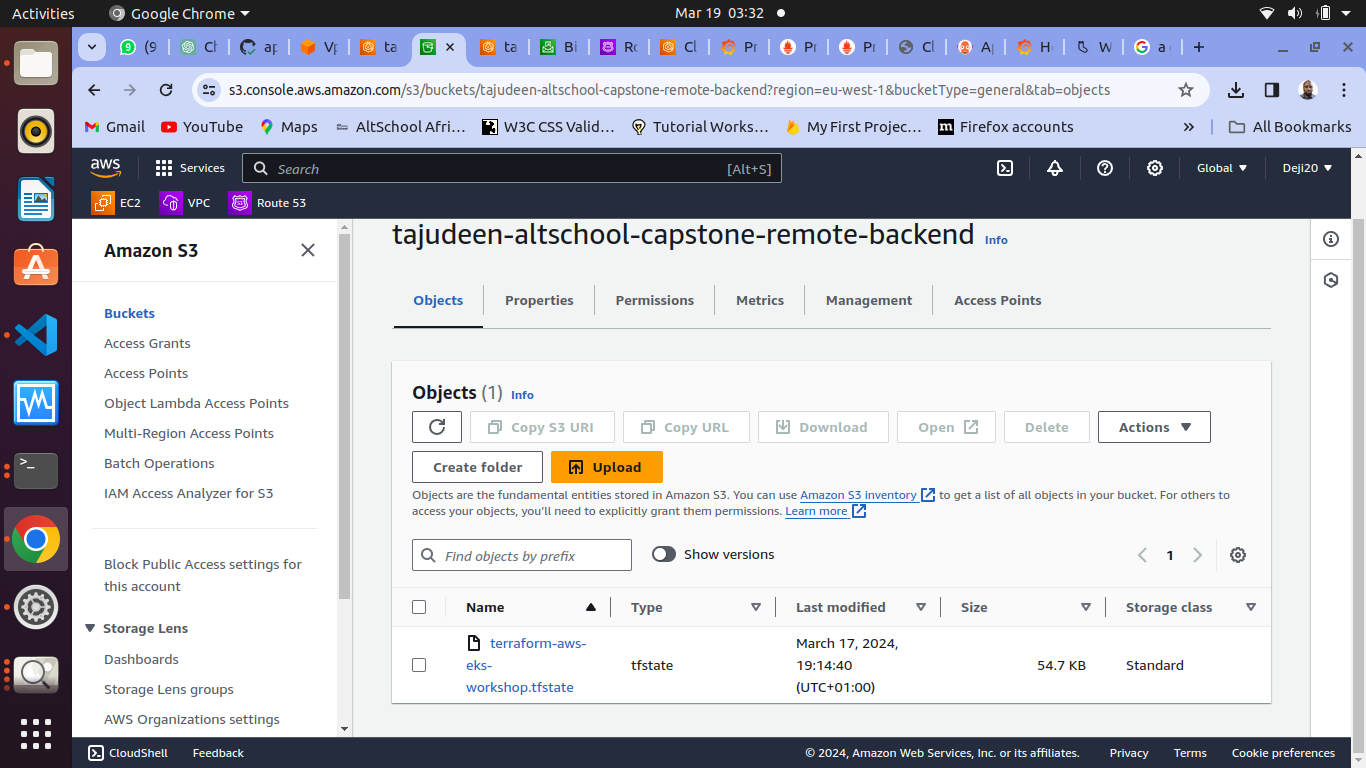 Activities Google Chrome Mar 19 03:32
(9 Ch ap Vp ta ta Bi Ro Cl Pr Pr Pr Cl Ap Ho W a
s3.console.aws.amazon.com/s3/buckets/tajudeen-altschool-capstone-remote-backend?region=eu-west-1&bucketType=general&tab=objects
Gmail YouTube Maps AltSchool Afri… W3C CSS Valid… Tutorial Works… My First Projec… Firefox accounts » All Bookmarks
aws Services Search [Alt+S] Global Deji20
EC2 VPC Route 53
Amazon S3
Buckets
Access Grants
Access Points
Object Lambda Access Points
Multi-Region Access Points
Batch Operations
IAM Access Analyzer for S3
Block Public Access settings for
this account
Storage Lens
Dashboards
Storage Lens groups
AWS Organizations settings
tajudeen-altschool-capstone-remote-backend Info
Objects Properties Permissions Metrics Management Access Points
Objects (1) Info
Copy S3 URI Copy URL Download Open Delete Actions
Create folder Upload
Objects are the fundamental entities stored in Amazon S3. You can use Amazon S3 inventory to get a list of all objects in your bucket. For others to
access your objects, you'll need to explicitly grant them permissions. Learn more
Find objects by prefix Show versions 1
Name Type Last modified Size Storage class
terraform-aws-
eks-
workshop.tfstate
tfstate
March 17, 2024,
19:14:40
(UTC+01:00)
54.7 KB
Standard
CloudShell Feedback © 2024, Amazon Web Services, Inc. or its affiliates. Privacy Terms Cookie preferences